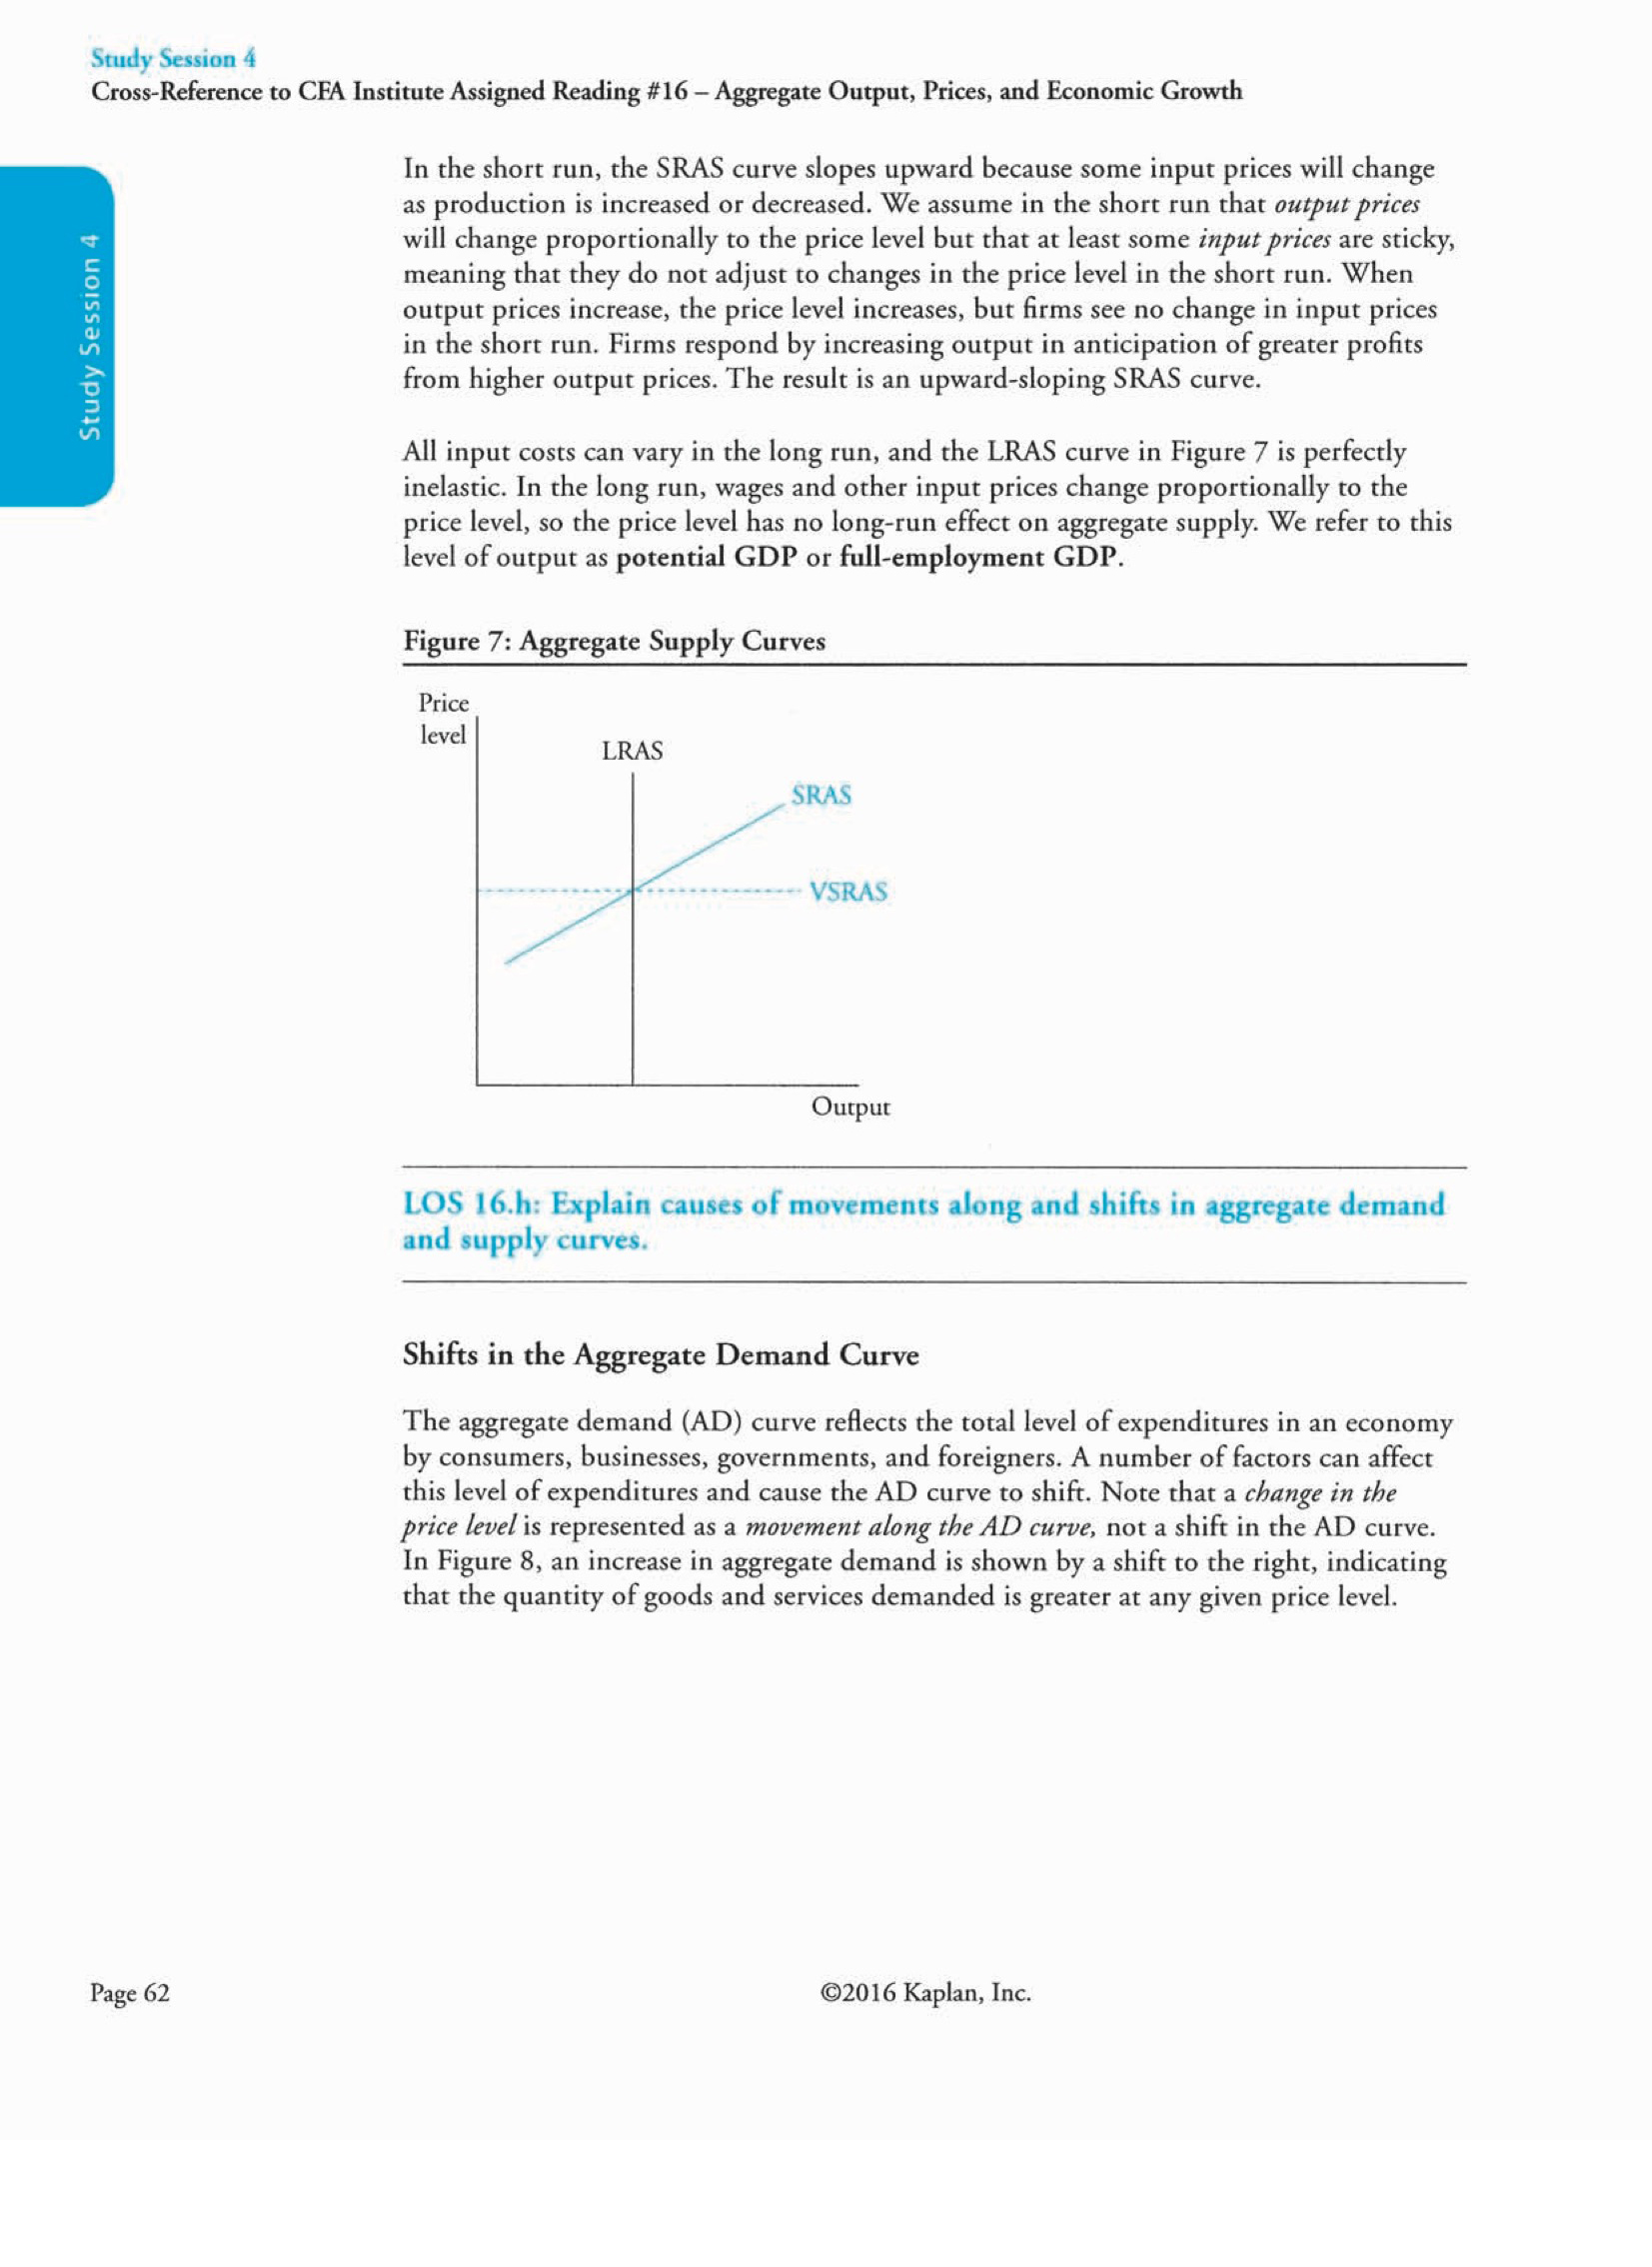 Study Session 4
Cross-Reference to CFA Institute Assigned Reading #16 – Aggregate Output, Prices, and Economic Growth
Study Session 4
In the short run, the SRAS curve slopes upward because some input prices will change
as production is increased or decreased. We assume in the short run that output prices
will change proportionally to the price level but that at least some input prices are sticky,
meaning that they do not adjust to changes in the price level in the short run. When
output prices increase, the price level increases, but firms see no change in input prices
in the short run. Firms respond by increasing output in anticipation of greater profits
from higher output prices. The result is an upward-sloping SRAS curve.
All input costs can vary in the long run, and the LRAS curve in Figure 7 is perfectly
inelastic. In the long run, wages and other input prices change proportionally to the
price level, so the price level has no long-run effect on aggregate supply. We refer to this
level of output as potential GDP or full-employment GDP.
Figure 7: Aggregate Supply Curves
Price
level
LRAS
SRAS
VSRAS
Output
LOS 16.h: Explain causes of movements along and shifts in aggregate demand
and supply curves.
Shifts in the Aggregate Demand Curve
The aggregate demand (AD) curve reflects the total level of expenditures in an economy
by consumers, businesses, governments, and foreigners. A number of factors can affect
this level of expenditures and cause the AD curve to shift. Note that a change in the
price level is represented as a movement along the AD curve, not a shift in the AD curve.
In Figure 8, an increase in aggregate demand is shown by a shift to the right, indicating
that the quantity of goods and services demanded is greater at any given price level.
Page 62
©2016 Kaplan, Inc.